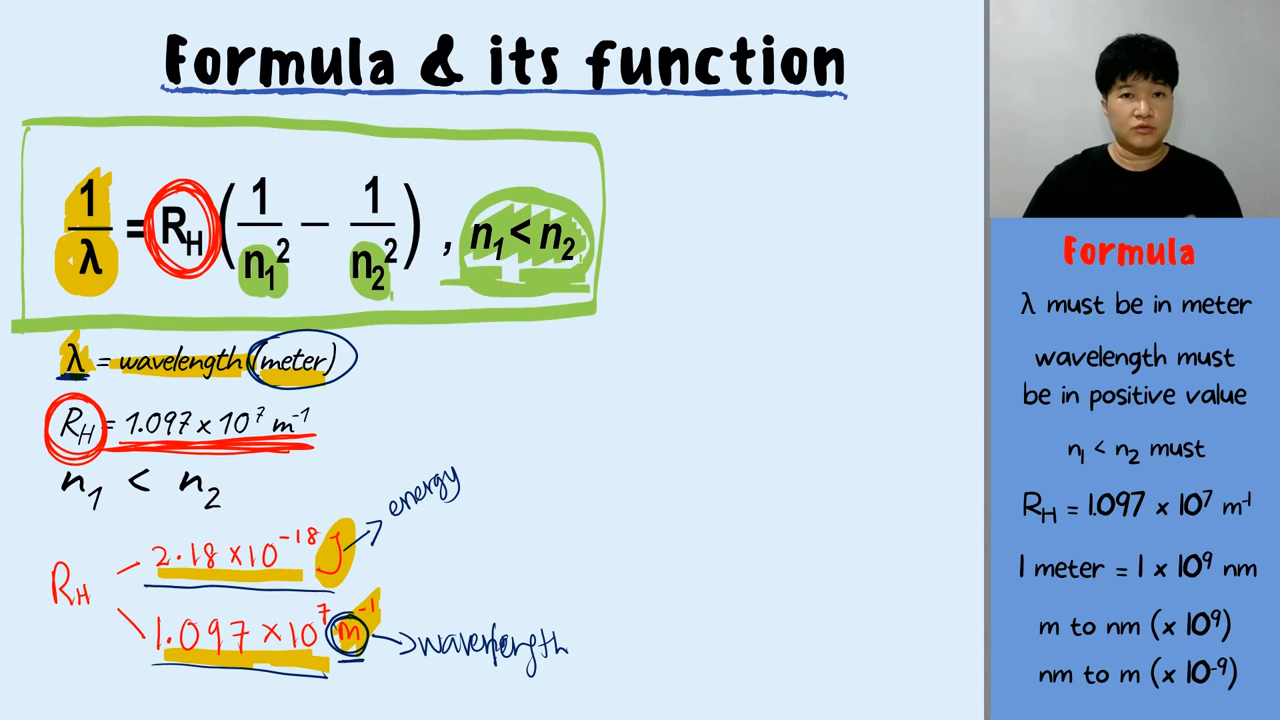 Formula & its function
1/λ = R_H (1/n₁² − 1/n₂²) , n₁ < n₂
λ = wavelength (meter)
R_H = 1.097 x 10⁷ m⁻¹
n₁ < n₂
energy
2.18 × 10⁻¹⁸ J
R_H
1.097 × 10⁷ m⁻¹
wavelength
Formula
λ must be in meter
wavelength must
be in positive value
n₁ < n₂ must
R_H = 1.097 x 10⁷ m⁻¹
1 meter = 1 x 10⁹ nm
m to nm (x 10⁹)
nm to m (x 10⁻⁹)